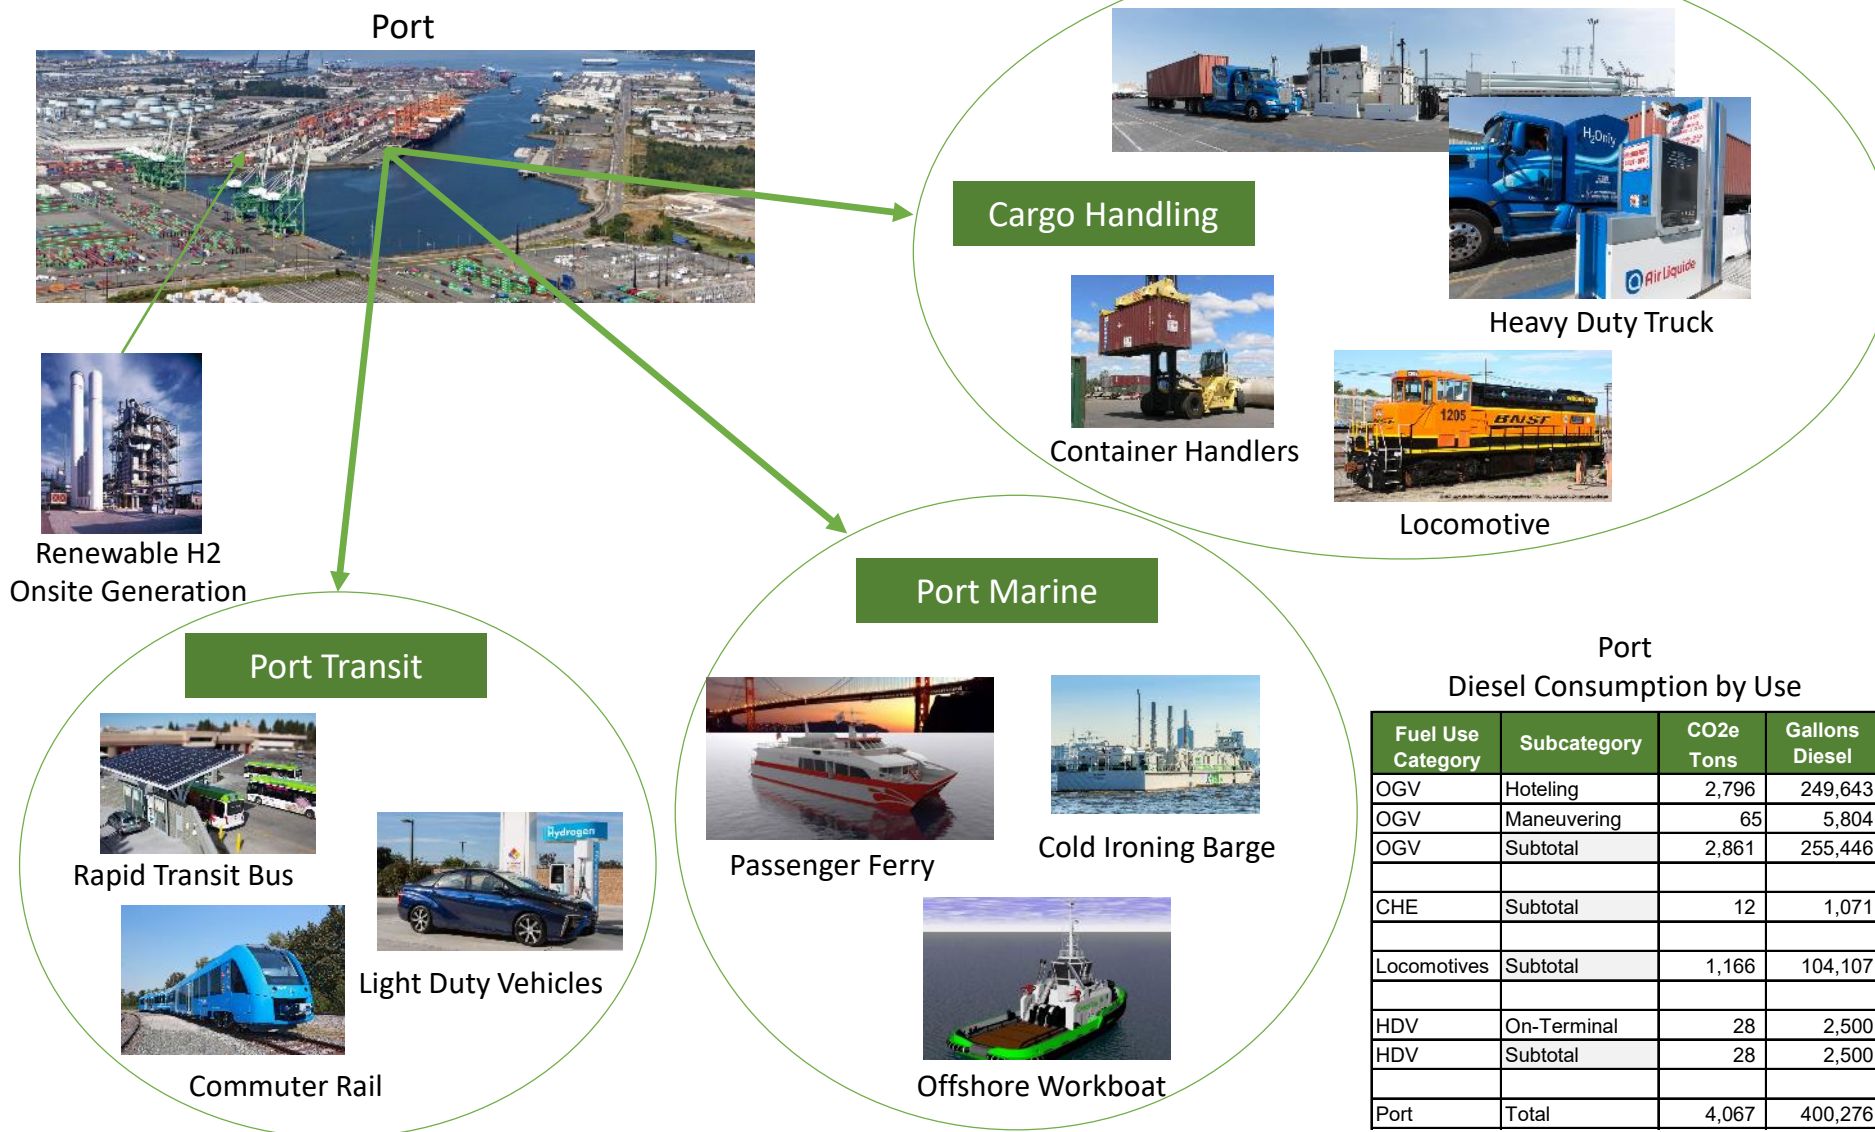 Port
H₂Only
Air Liquide
Cargo Handling
Heavy Duty Truck
Container Handlers
1205
BNSF
Locomotive
Renewable H2
Onsite Generation
Port Transit
Rapid Transit Bus
Hydrogen
Light Duty Vehicles
Commuter Rail
Port Marine
Passenger Ferry
Cold Ironing Barge
Offshore Workboat
Port
Diesel Consumption by Use
Fuel Use Category Subcategory CO2e Tons Gallons Diesel
OGV Hoteling 2,796 249,643
OGV Maneuvering 65 5,804
OGV Subtotal 2,861 255,446
CHE Subtotal 12 1,071
Locomotives Subtotal 1,166 104,107
HDV On-Terminal 28 2,500
HDV Subtotal 28 2,500
Port Total 4,067 400,276